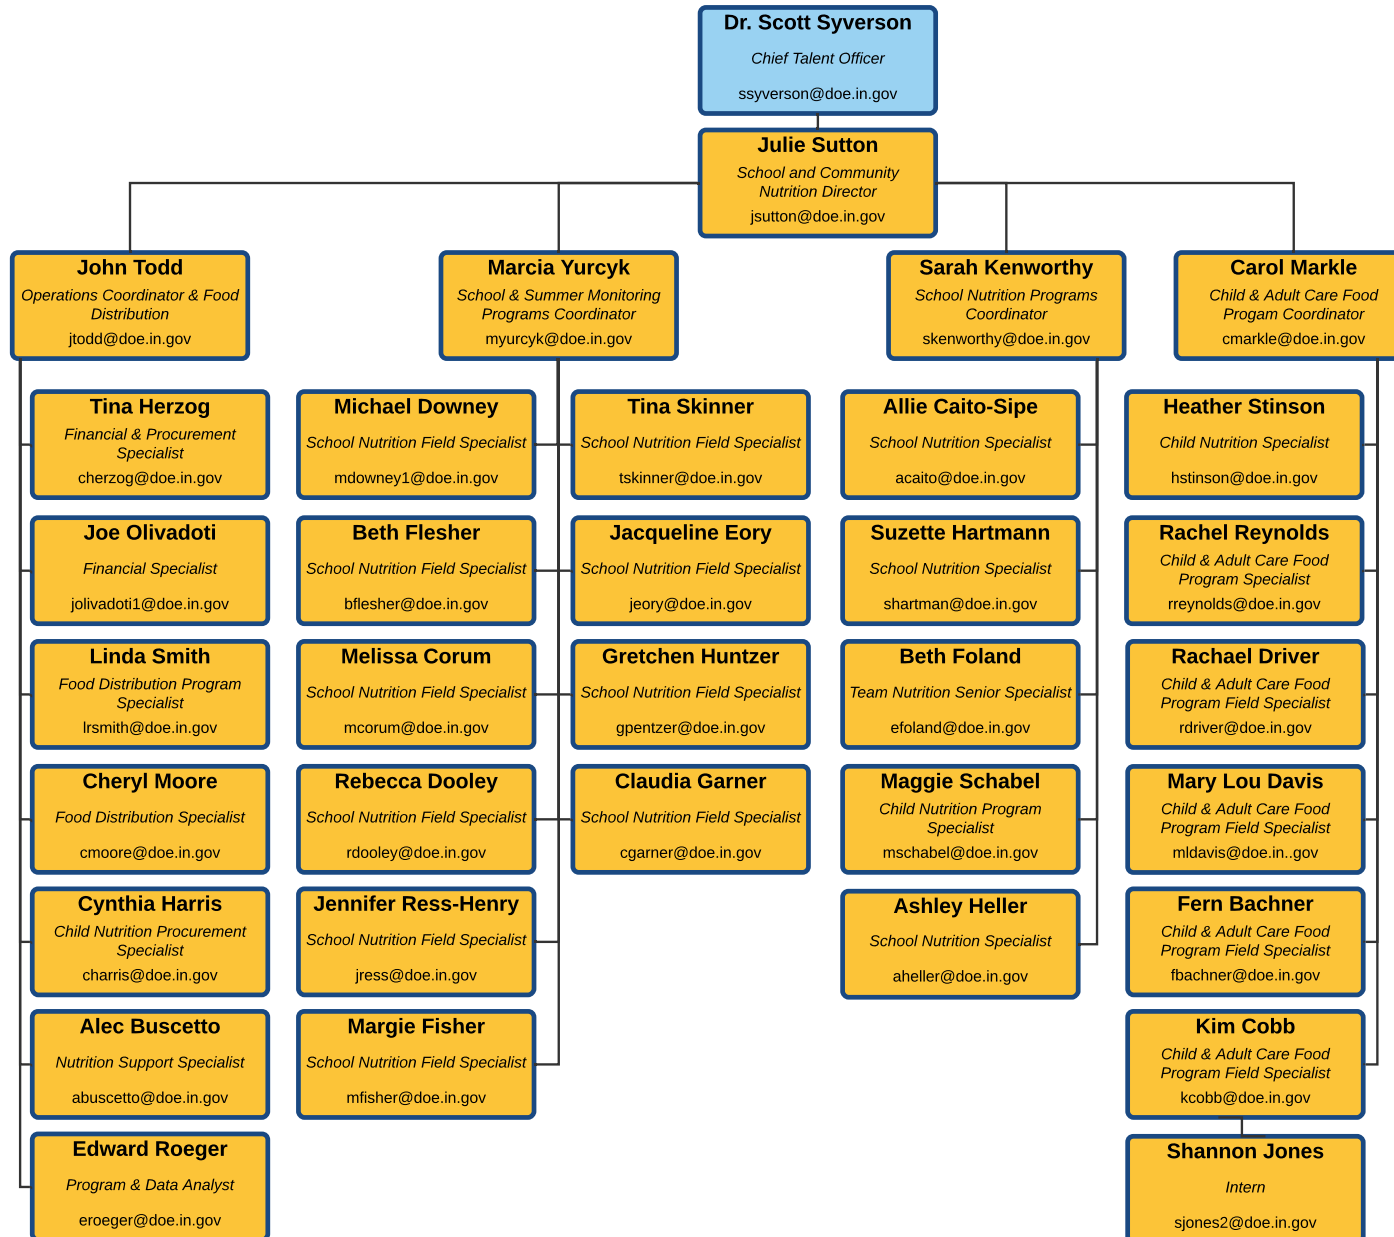 Dr. Scott Syverson
Chief Talent Officer
ssyverson@doe.in.gov
Julie Sutton
School and Community
Nutrition Director
jsutton@doe.in.gov
John Todd
Operations Coordinator & Food
Distribution
jtodd@doe.in.gov
Marcia Yurcyk
School & Summer Monitoring
Programs Coordinator
myurcyk@doe.in.gov
Sarah Kenworthy
School Nutrition Programs
Coordinator
skenworthy@doe.in.gov
Carol Markle
Child & Adult Care Food
Progam Coordinator
cmarkle@doe.in.gov
Tina Herzog
Financial & Procurement
Specialist
cherzog@doe.in.gov
Joe Olivadoti
Financial Specialist
jolivadoti1@doe.in.gov
Linda Smith
Food Distribution Program
Specialist
lrsmith@doe.in.gov
Cheryl Moore
Food Distribution Specialist
cmoore@doe.in.gov
Cynthia Harris
Child Nutrition Procurement
Specialist
charris@doe.in.gov
Alec Buscetto
Nutrition Support Specialist
abuscetto@doe.in.gov
Edward Roeger
Program & Data Analyst
eroeger@doe.in.gov
Michael Downey
School Nutrition Field Specialist
mdowney1@doe.in.gov
Beth Flesher
School Nutrition Field Specialist
bflesher@doe.in.gov
Melissa Corum
School Nutrition Field Specialist
mcorum@doe.in.gov
Rebecca Dooley
School Nutrition Field Specialist
rdooley@doe.in.gov
Jennifer Ress-Henry
School Nutrition Field Specialist
jress@doe.in.gov
Margie Fisher
School Nutrition Field Specialist
mfisher@doe.in.gov
Tina Skinner
School Nutrition Field Specialist
tskinner@doe.in.gov
Jacqueline Eory
School Nutrition Field Specialist
jeory@doe.in.gov
Gretchen Huntzer
School Nutrition Field Specialist
gpentzer@doe.in.gov
Claudia Garner
School Nutrition Field Specialist
cgarner@doe.in.gov
Allie Caito-Sipe
School Nutrition Specialist
acaito@doe.in.gov
Suzette Hartmann
School Nutrition Specialist
shartman@doe.in.gov
Beth Foland
Team Nutrition Senior Specialist
efoland@doe.in.gov
Maggie Schabel
Child Nutrition Program
Specialist
mschabel@doe.in.gov
Ashley Heller
School Nutrition Specialist
aheller@doe.in.gov
Heather Stinson
Child Nutrition Specialist
hstinson@doe.in.gov
Rachel Reynolds
Child & Adult Care Food
Program Specialist
rreynolds@doe.in.gov
Rachael Driver
Child & Adult Care Food
Program Field Specialist
rdriver@doe.in.gov
Mary Lou Davis
Child & Adult Care Food
Program Field Specialist
mldavis@doe.in..gov
Fern Bachner
Child & Adult Care Food
Program Field Specialist
fbachner@doe.in.gov
Kim Cobb
Child & Adult Care Food
Program Field Specialist
kcobb@doe.in.gov
Shannon Jones
Intern
sjones2@doe.in.gov